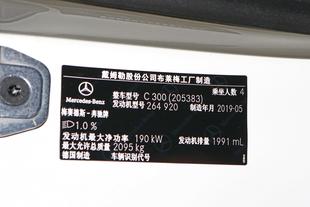 戴姆勒股份公司布莱梅工厂制造
整车型号 C 300 (205383) 乘坐人数 4
发动机型号 264 920 制造年月 2019-05
Mercedes-Benz
梅赛德斯-奔驰牌
1.0 %
发动机最大净功率 190 kW 发动机排量 1991 mL
最大允许总质量 2095 kg
德国制造 车辆识别代号